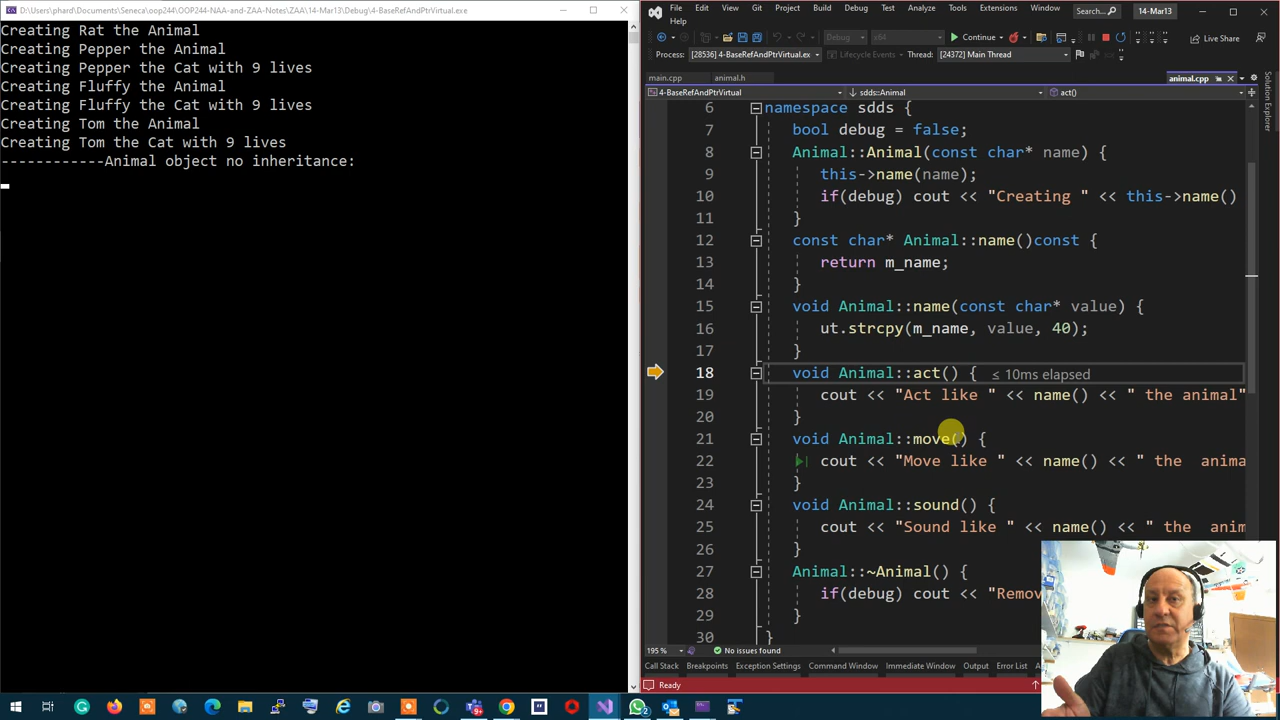 D:\Users\phard\Documents\Seneca\oop244\OOP244-NAA-and-ZAA-Notes\ZAA\14-Mar13\Debug\4-BaseRefAndPtrVirtual.exe
Creating Rat the Animal
Creating Pepper the Animal
Creating Pepper the Cat with 9 lives
Creating Fluffy the Animal
Creating Fluffy the Cat with 9 lives
Creating Tom the Animal
Creating Tom the Cat with 9 lives
------------Animal object no inheritance:
File Edit View Git Project Build Debug Test Analyze Tools Extensions Window Search... 14-Mar13
Help
Debug x64 Continue Live Share
Process: [28536] 4-BaseRefAndPtrVirtual.ex Lifecycle Events Thread: [24372] Main Thread
main.cpp animal.h animal.cpp
4-BaseRefAndPtrVirtual sdds::Animal act()
6 namespace sdds {
7 bool debug = false;
8 Animal::Animal(const char* name) {
9 this->name(name);
10 if(debug) cout << "Creating " << this->name()
11 }
12 const char* Animal::name()const {
13 return m_name;
14 }
15 void Animal::name(const char* value) {
16 ut.strcpy(m_name, value, 40);
17 }
18 void Animal::act() { ≤ 10ms elapsed
19 cout << "Act like " << name() << " the animal"
20 }
21 void Animal::move() {
22 cout << "Move like " << name() << " the  anima
23 }
24 void Animal::sound() {
25 cout << "Sound like " << name() << " the  anim
26 }
27 Animal::~Animal() {
28 if(debug) cout << "Remov
29 }
30 }
195 % No issues found
Call Stack Breakpoints Exception Settings Command Window Immediate Window Output Error List
Ready
Solution Explorer